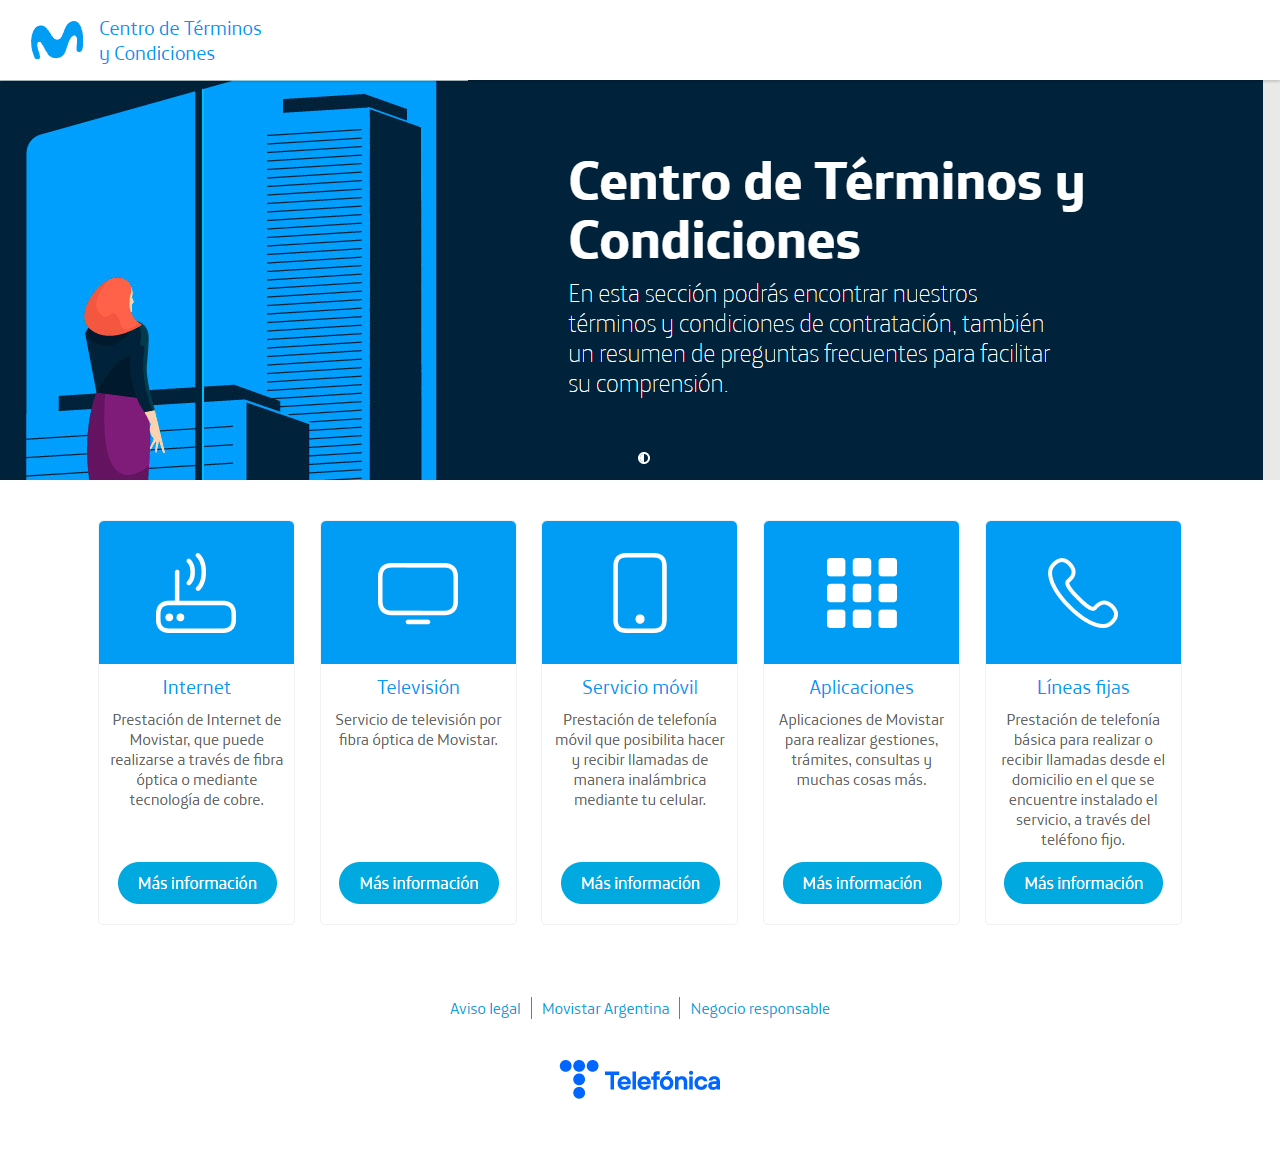 Centro de Términos
y Condiciones
Centro de Términos y
Condiciones
En esta sección podrás encontrar nuestros
términos y condiciones de contratación, también
un resumen de preguntas frecuentes para facilitar
su comprensión.
Internet
Prestación de Internet de
Movistar, que puede
realizarse a través de fibra
óptica o mediante
tecnología de cobre.
Más información
Televisión
Servicio de televisión por
fibra óptica de Movistar.
Más información
Servicio móvil
Prestación de telefonía
móvil que posibilita hacer
y recibir llamadas de
manera inalámbrica
mediante tu celular.
Más información
Aplicaciones
Aplicaciones de Movistar
para realizar gestiones,
trámites, consultas y
muchas cosas más.
Más información
Líneas fijas
Prestación de telefonía
básica para realizar o
recibir llamadas desde el
domicilio en el que se
encuentre instalado el
servicio, a través del
teléfono fijo.
Más información
Aviso legal
Movistar Argentina
Negocio responsable
Telefónica